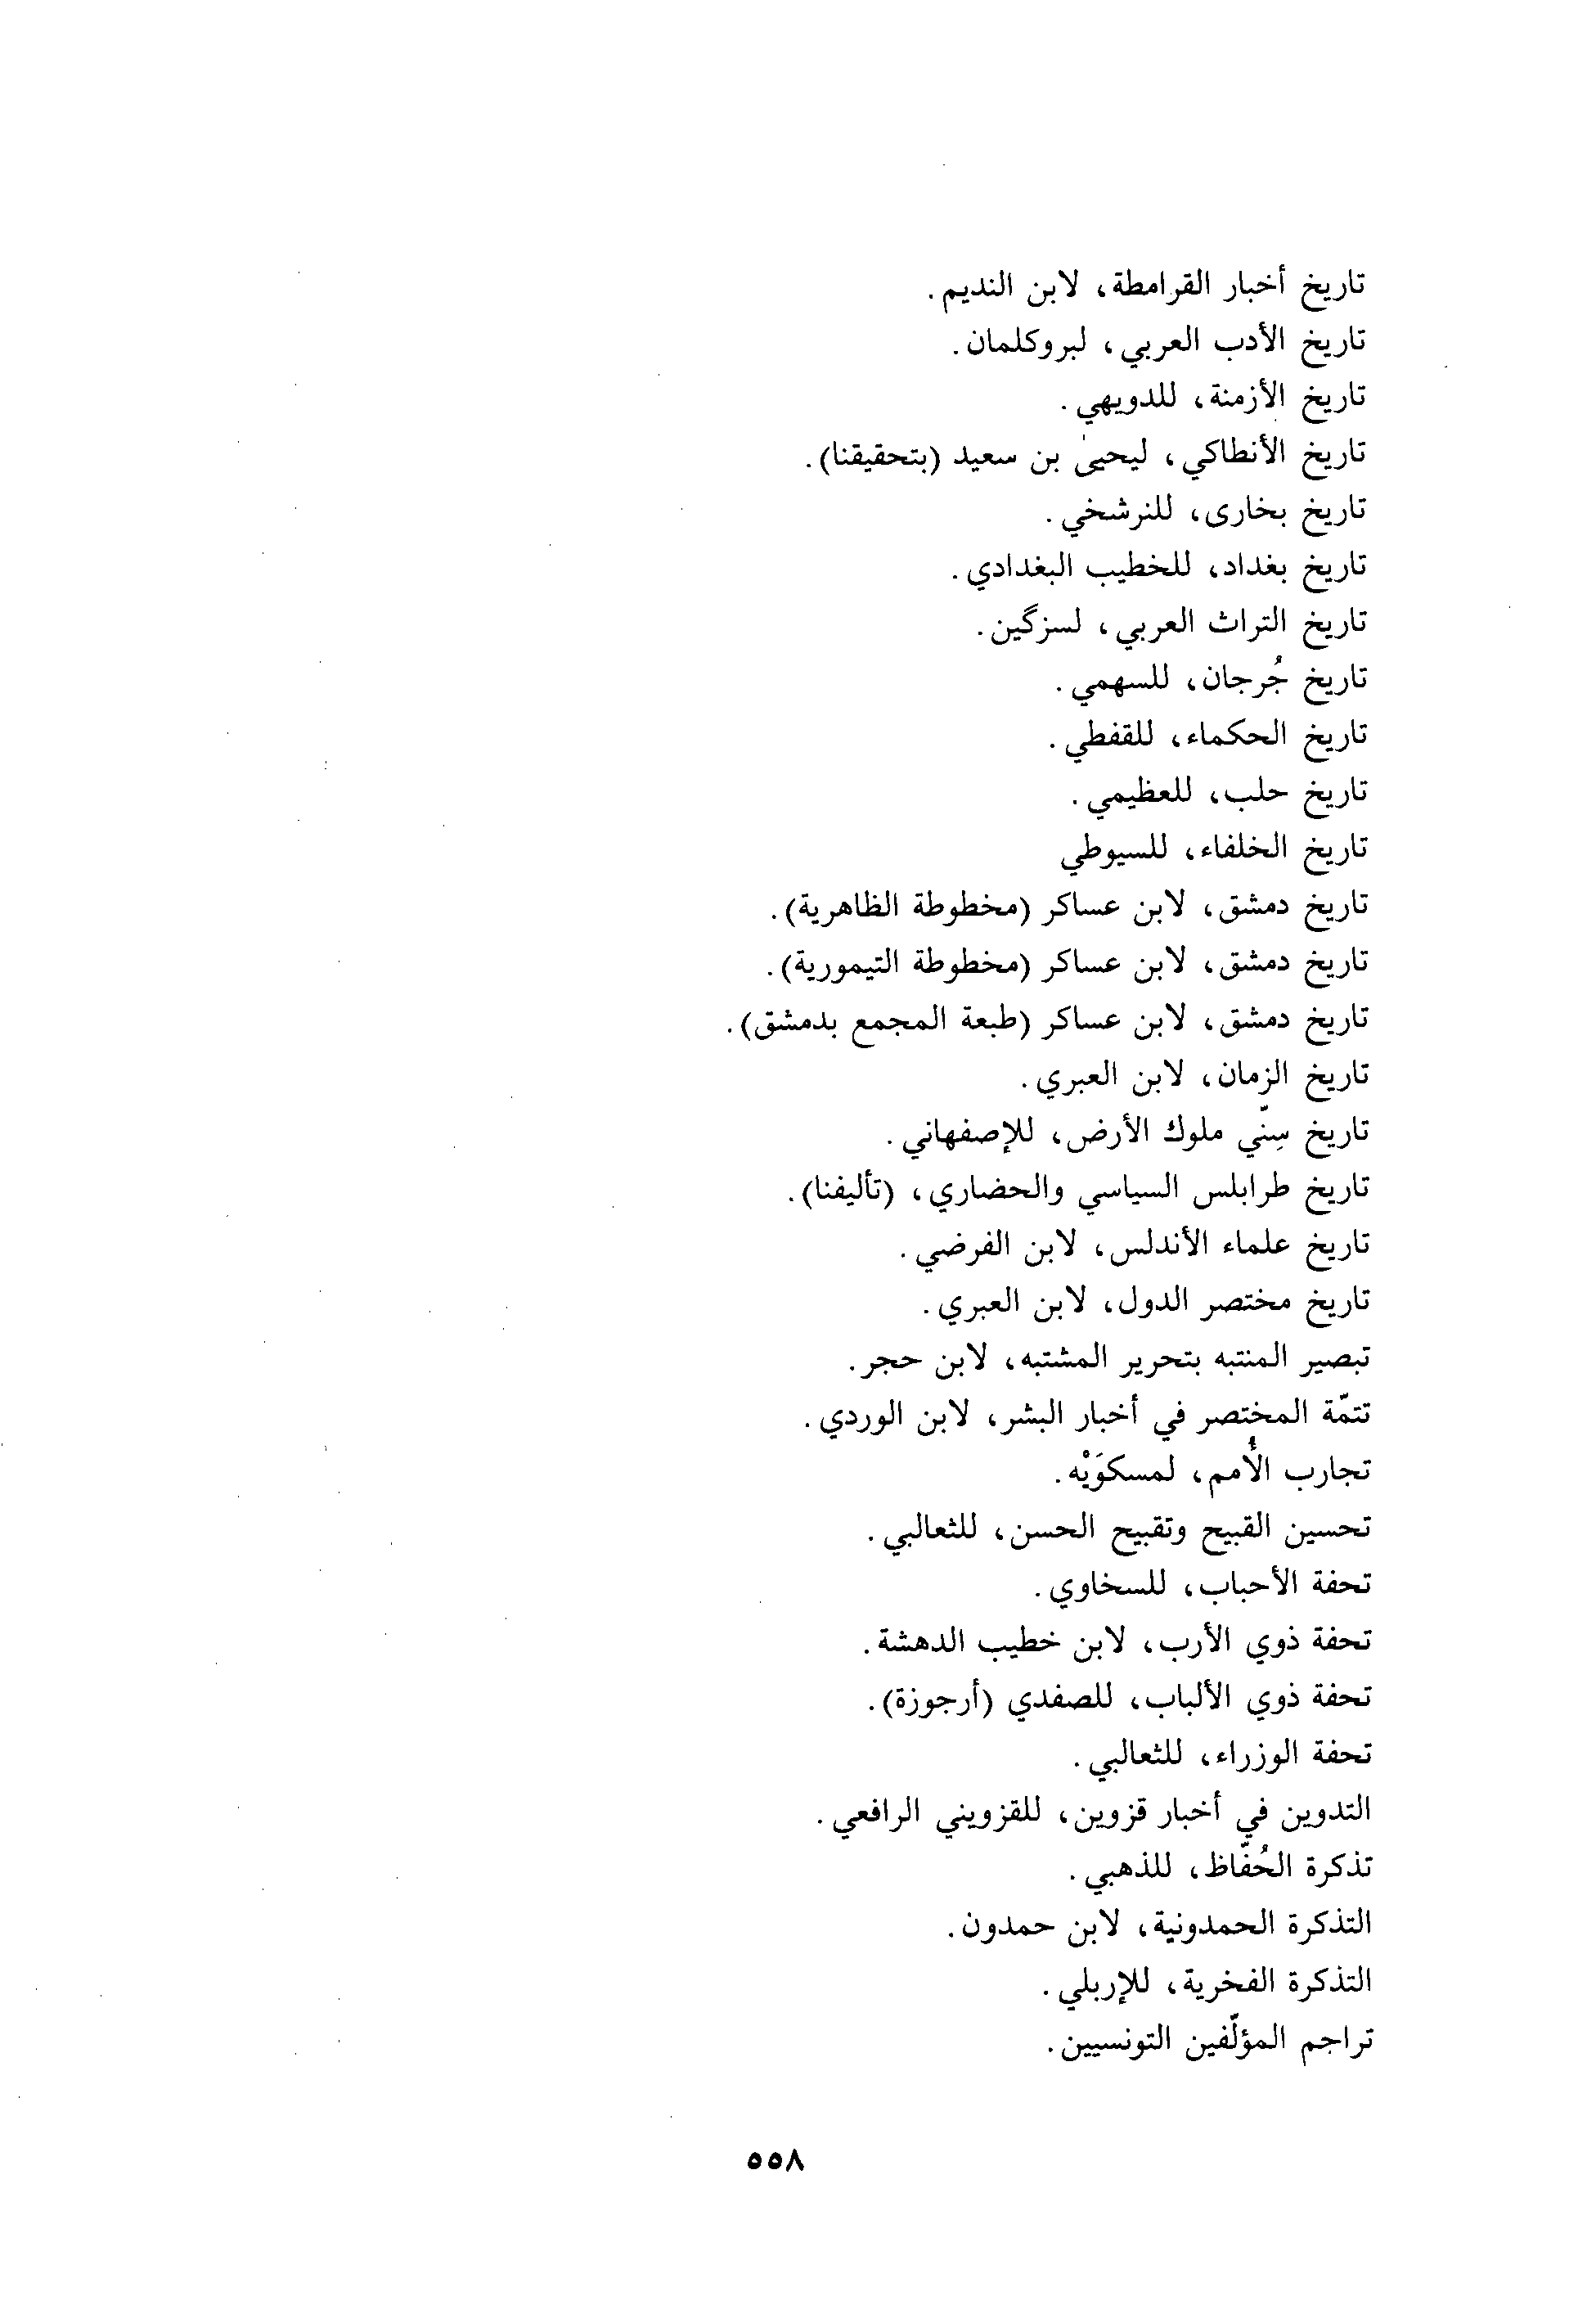 تاريخ أخبار القرامطة، لابن النديم.
تاريخ الأدب العربي، لبروكلمان.
تاريخ الأزمنة، للدويهي.
تاريخ الأنطاكي، ليحيىٰ بن سعيد (بتحقيقنا).
تاريخ بخارى، للنرشخي.
تاريخ بغداد، للخطيب البغدادي.
تاريخ التراث العربي، لسزگين.
تاريخ جُرجان، للسهمي.
تاريخ الحكماء، للقفطي.
تاريخ حلب، للعظيمي.
تاريخ الخلفاء، للسيوطي
تاريخ دمشق، لابن عساكر (مخطوطة الظاهرية).
تاريخ دمشق، لابن عساكر (مخطوطة التيمورية).
تاريخ دمشق، لابن عساكر (طبعة المجمع بدمشق).
تاريخ الزمان، لابن العبري.
تاريخ سِنّي ملوك الأرض، للإصفهاني.
تاريخ طرابلس السياسي والحضاري، (تأليفنا).
تاريخ علماء الأندلس، لابن الفرضي.
تاريخ مختصر الدول، لابن العبري.
تبصير المنتبه بتحرير المشتبه، لابن حجر.
تتمّة المختصر في أخبار البشر، لابن الوردي.
تجارب الأُمم، لمسكوَيْه.
تحسين القبيح وتقبيح الحسن، للثعالبي.
تحفة الأحباب، للسخاوي.
تحفة ذوي الأرب، لابن خطيب الدهشة.
تحفة ذوي الألباب، للصفدي (أرجوزة).
تحفة الوزراء، للثعالبي.
التدوين في أخبار قزوين، للقزويني الرافعي.
تذكرة الحُفّاظ، للذهبي.
التذكرة الحمدونية، لابن حمدون.
التذكرة الفخرية، للإربلي.
تراجم المؤلّفين التونسيين.
٥٥٨